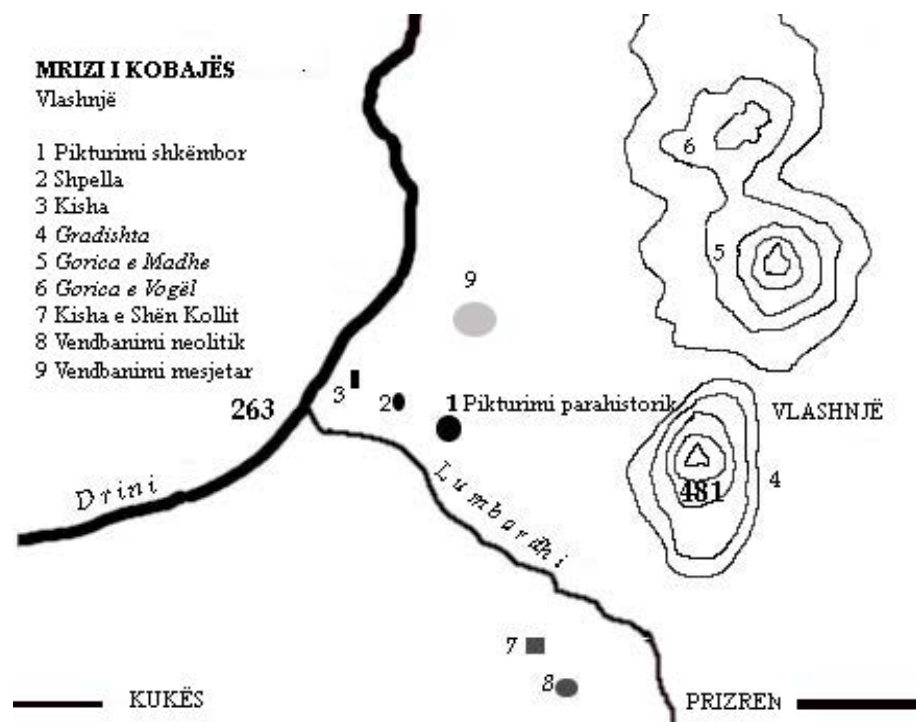 MRIZI I KOBAJËS
Vlashnjë
1 Pikturimi shkëmbor
2 Shpella
3 Kisha
4 Gradishta
5 Gorica e Madhe
6 Gorica e Vogël
7 Kisha e Shën Kollit
8 Vendbanimi neolitik
9 Vendbanimi mesjetar
6
5
9
3
2
1 Pikturimi parahistorik
VLASHNJË
263
481
4
Drini
Lumbardhi
7
8
KUKËS
PRIZREN